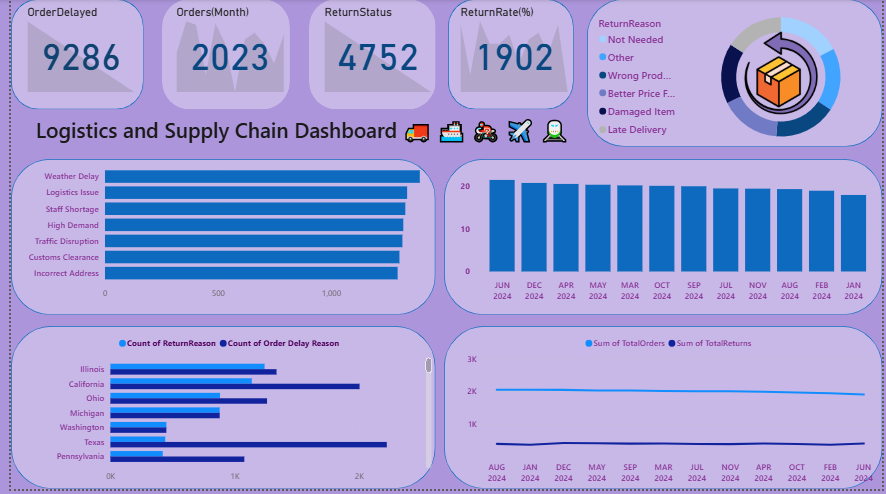 OrderDelayed
9286
Orders(Month)
2023
ReturnStatus
4752
ReturnRate(%)
1902
ReturnReason
Not Needed
Other
Wrong Prod...
Better Price F...
Damaged Item
Late Delivery
Logistics and Supply Chain Dashboard
Weather Delay
Logistics Issue
Staff Shortage
High Demand
Traffic Disruption
Customs Clearance
Incorrect Address
0 500 1,000
20
10
0
JUN DEC APR MAY MAR OCT SEP JUL NOV AUG FEB JAN
2024 2024 2024 2024 2024 2024 2024 2024 2024 2024 2024 2024
Count of ReturnReason Count of Order Delay Reason
Illinois
California
Ohio
Michigan
Washington
Texas
Pennsylvania
0K 1K 2K
Sum of TotalOrders Sum of TotalReturns
3K
2K
1K
AUG JAN DEC MAY SEP MAR JUL NOV APR OCT FEB JUN
2024 2024 2024 2024 2024 2024 2024 2024 2024 2024 2024 2024